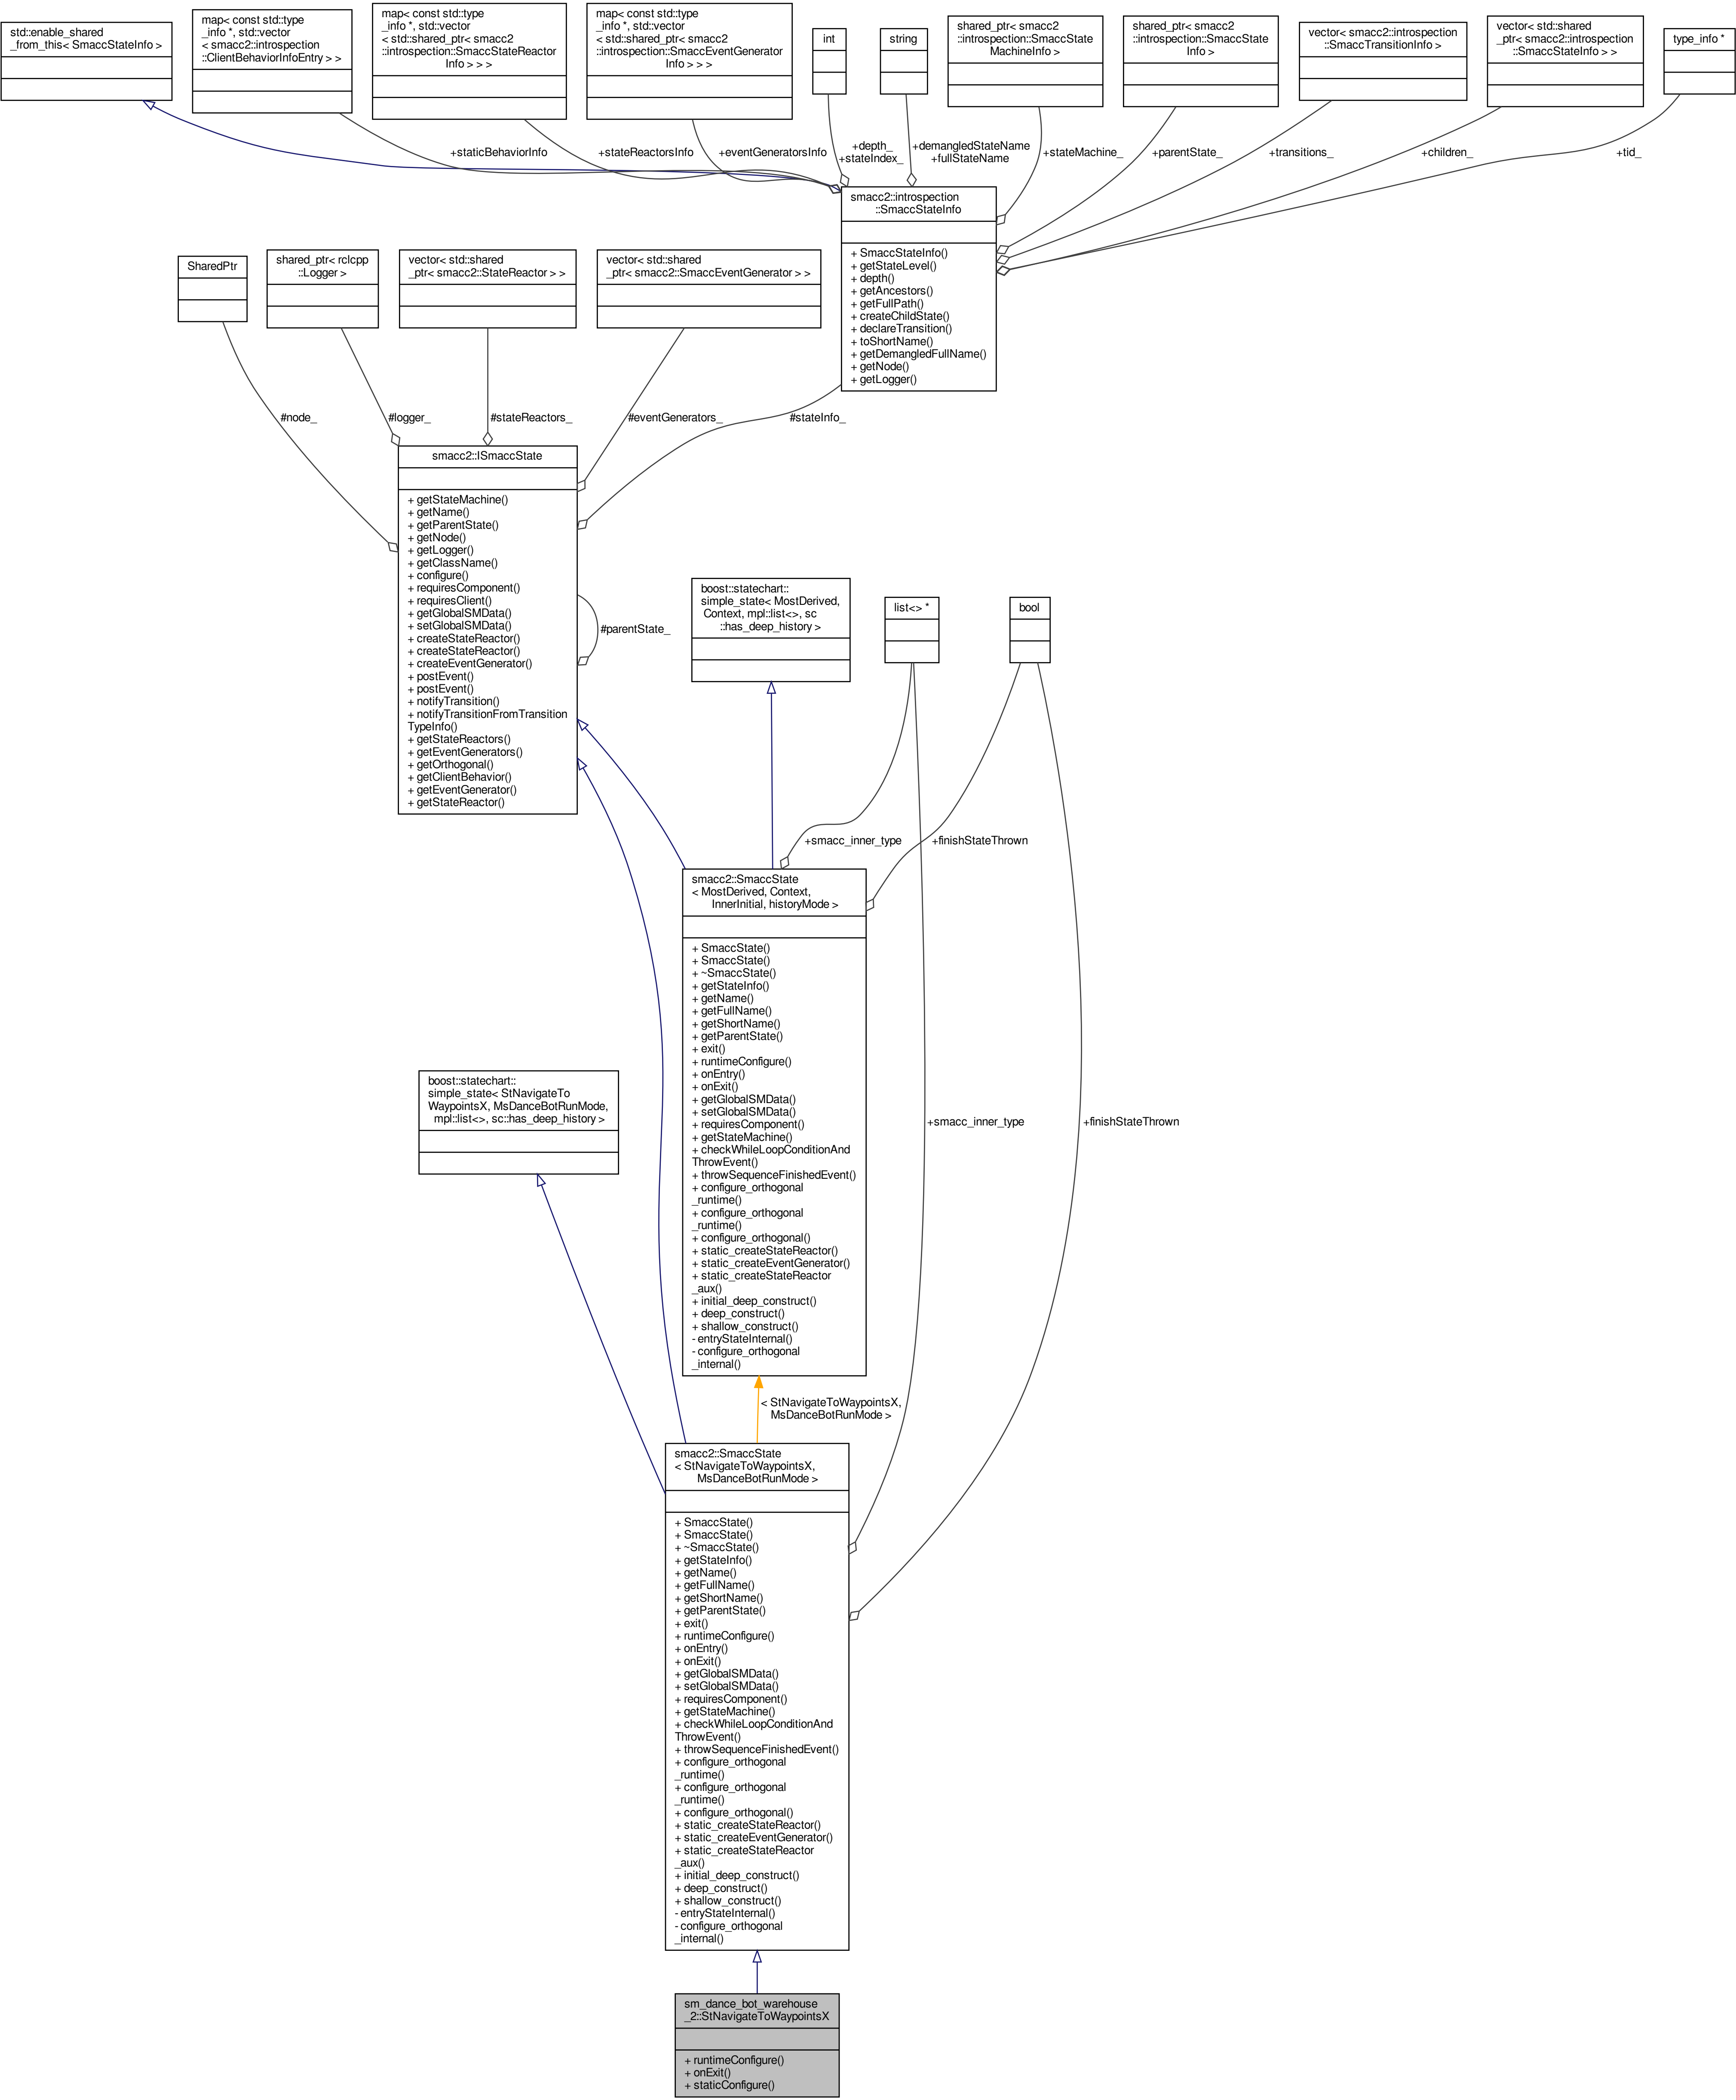 std::enable_shared
_from_this< SmaccStateInfo >
map< const std::type
_info *, std::vector
< smacc2::introspection
::ClientBehaviorInfoEntry > >
map< const std::type
_info *, std::vector
< std::shared_ptr< smacc2
::introspection::SmaccStateReactor
Info > > >
map< const std::type
_info *, std::vector
< std::shared_ptr< smacc2
::introspection::SmaccEventGenerator
Info > > >
int
string
shared_ptr< smacc2
::introspection::SmaccState
MachineInfo >
shared_ptr< smacc2
::introspection::SmaccState
Info >
vector< smacc2::introspection
::SmaccTransitionInfo >
vector< std::shared
_ptr< smacc2::introspection
::SmaccStateInfo > >
type_info *
+staticBehaviorInfo
+stateReactorsInfo
+eventGeneratorsInfo
+depth_
+stateIndex_
+demangledStateName
+fullStateName
+stateMachine_
+parentState_
+transitions_
+children_
+tid_
smacc2::introspection
::SmaccStateInfo
+ SmaccStateInfo()
+ getStateLevel()
+ depth()
+ getAncestors()
+ getFullPath()
+ createChildState()
+ declareTransition()
+ toShortName()
+ getDemangledFullName()
+ getNode()
+ getLogger()
SharedPtr
shared_ptr< rclcpp
::Logger >
vector< std::shared
_ptr< smacc2::StateReactor > >
vector< std::shared
_ptr< smacc2::SmaccEventGenerator > >
#node_
#logger_
#stateReactors_
#eventGenerators_
#stateInfo_
smacc2::ISmaccState
+ getStateMachine()
+ getName()
+ getParentState()
+ getNode()
+ getLogger()
+ getClassName()
+ configure()
+ requiresComponent()
+ requiresClient()
+ getGlobalSMData()
+ setGlobalSMData()
+ createStateReactor()
+ createStateReactor()
+ createEventGenerator()
+ postEvent()
+ postEvent()
+ notifyTransition()
+ notifyTransitionFromTransition
TypeInfo()
+ getStateReactors()
+ getEventGenerators()
+ getOrthogonal()
+ getClientBehavior()
+ getEventGenerator()
+ getStateReactor()
#parentState_
boost::statechart::
simple_state< MostDerived,
Context, mpl::list<>, sc
::has_deep_history >
list<> *
bool
+smacc_inner_type
+finishStateThrown
smacc2::SmaccState
< MostDerived, Context,
InnerInitial, historyMode >
+ SmaccState()
+ SmaccState()
+ ~SmaccState()
+ getStateInfo()
+ getName()
+ getFullName()
+ getShortName()
+ getParentState()
+ exit()
+ runtimeConfigure()
+ onEntry()
+ onExit()
+ getGlobalSMData()
+ setGlobalSMData()
+ requiresComponent()
+ getStateMachine()
+ checkWhileLoopConditionAnd
ThrowEvent()
+ throwSequenceFinishedEvent()
+ configure_orthogonal
_runtime()
+ configure_orthogonal
_runtime()
+ configure_orthogonal()
+ static_createStateReactor()
+ static_createEventGenerator()
+ static_createStateReactor
_aux()
+ initial_deep_construct()
+ deep_construct()
+ shallow_construct()
- entryStateInternal()
- configure_orthogonal
_internal()
boost::statechart::
simple_state< StNavigateTo
WaypointsX, MsDanceBotRunMode,
mpl::list<>, sc::has_deep_history >
+smacc_inner_type
+finishStateThrown
< StNavigateToWaypointsX,
MsDanceBotRunMode >
smacc2::SmaccState
< StNavigateToWaypointsX,
MsDanceBotRunMode >
+ SmaccState()
+ SmaccState()
+ ~SmaccState()
+ getStateInfo()
+ getName()
+ getFullName()
+ getShortName()
+ getParentState()
+ exit()
+ runtimeConfigure()
+ onEntry()
+ onExit()
+ getGlobalSMData()
+ setGlobalSMData()
+ requiresComponent()
+ getStateMachine()
+ checkWhileLoopConditionAnd
ThrowEvent()
+ throwSequenceFinishedEvent()
+ configure_orthogonal
_runtime()
+ configure_orthogonal
_runtime()
+ configure_orthogonal()
+ static_createStateReactor()
+ static_createEventGenerator()
+ static_createStateReactor
_aux()
+ initial_deep_construct()
+ deep_construct()
+ shallow_construct()
- entryStateInternal()
- configure_orthogonal
_internal()
sm_dance_bot_warehouse
_2::StNavigateToWaypointsX
+ runtimeConfigure()
+ onExit()
+ staticConfigure()